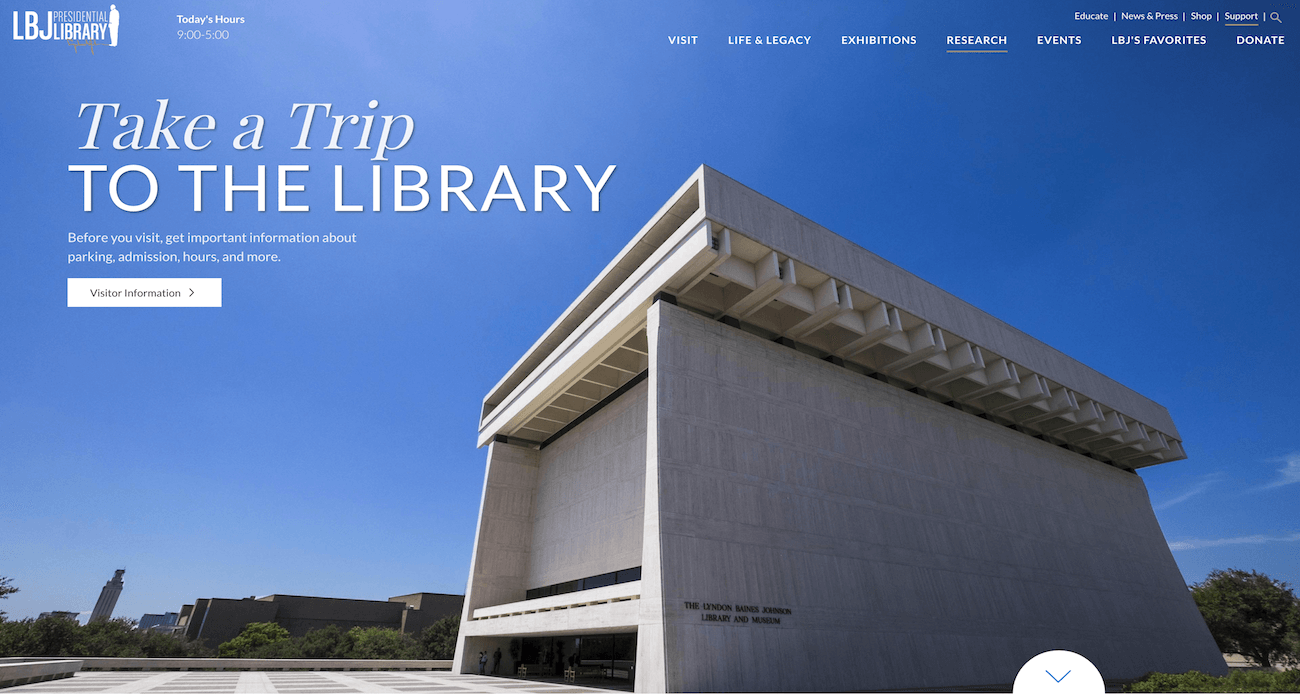 LBJ PRESIDENTIAL LIBRARY
Today's Hours
9:00-5:00
Educate | News & Press | Shop | Support |
VISIT LIFE & LEGACY EXHIBITIONS RESEARCH EVENTS LBJ'S FAVORITES DONATE
Take a Trip
TO THE LIBRARY
Before you visit, get important information about
parking, admission, hours, and more.
Visitor Information
THE LYNDON BAINES JOHNSON
LIBRARY AND MUSEUM